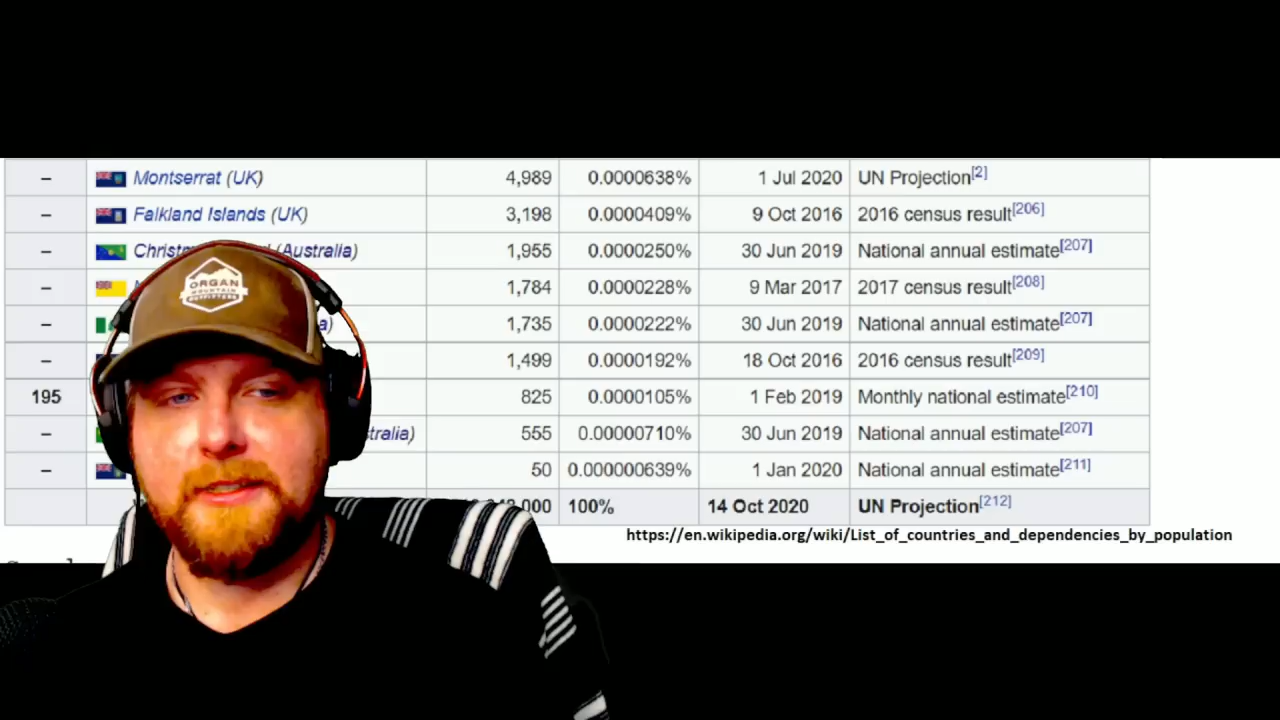 – Montserrat (UK) 4,989 0.0000638% 1 Jul 2020 UN Projection[2]
– Falkland Islands (UK) 3,198 0.0000409% 9 Oct 2016 2016 census result[206]
– (Australia) 1,955 0.0000250% 30 Jun 2019 National annual estimate[207]
– 1,784 0.0000228% 9 Mar 2017 2017 census result[208]
– 1,735 0.0000222% 30 Jun 2019 National annual estimate[207]
– 1,499 0.0000192% 18 Oct 2016 2016 census result[209]
195 825 0.0000105% 1 Feb 2019 Monthly national estimate[210]
– 555 0.00000710% 30 Jun 2019 National annual estimate[207]
– 50 0.000000639% 1 Jan 2020 National annual estimate[211]
100% 14 Oct 2020 UN Projection[212]
https://en.wikipedia.org/wiki/List_of_countries_and_dependencies_by_population
ORGAN
MOUNTAIN
OUTFITTERS